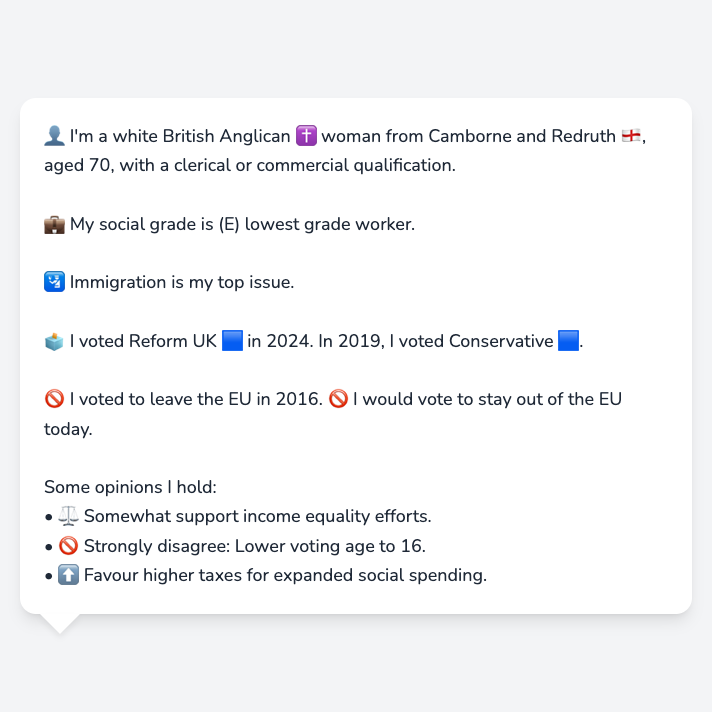 👤 I'm a white British Anglican ✝️ woman from Camborne and Redruth 🏴󠁧󠁢󠁥󠁮󠁧󠁿,
aged 70, with a clerical or commercial qualification.
💼 My social grade is (E) lowest grade worker.
🛂 Immigration is my top issue.
🗳️ I voted Reform UK 🟦 in 2024. In 2019, I voted Conservative 🟦.
🚫 I voted to leave the EU in 2016. 🚫 I would vote to stay out of the EU
today.
Some opinions I hold:
• ⚖️ Somewhat support income equality efforts.
• 🚫 Strongly disagree: Lower voting age to 16.
• ⬆️ Favour higher taxes for expanded social spending.